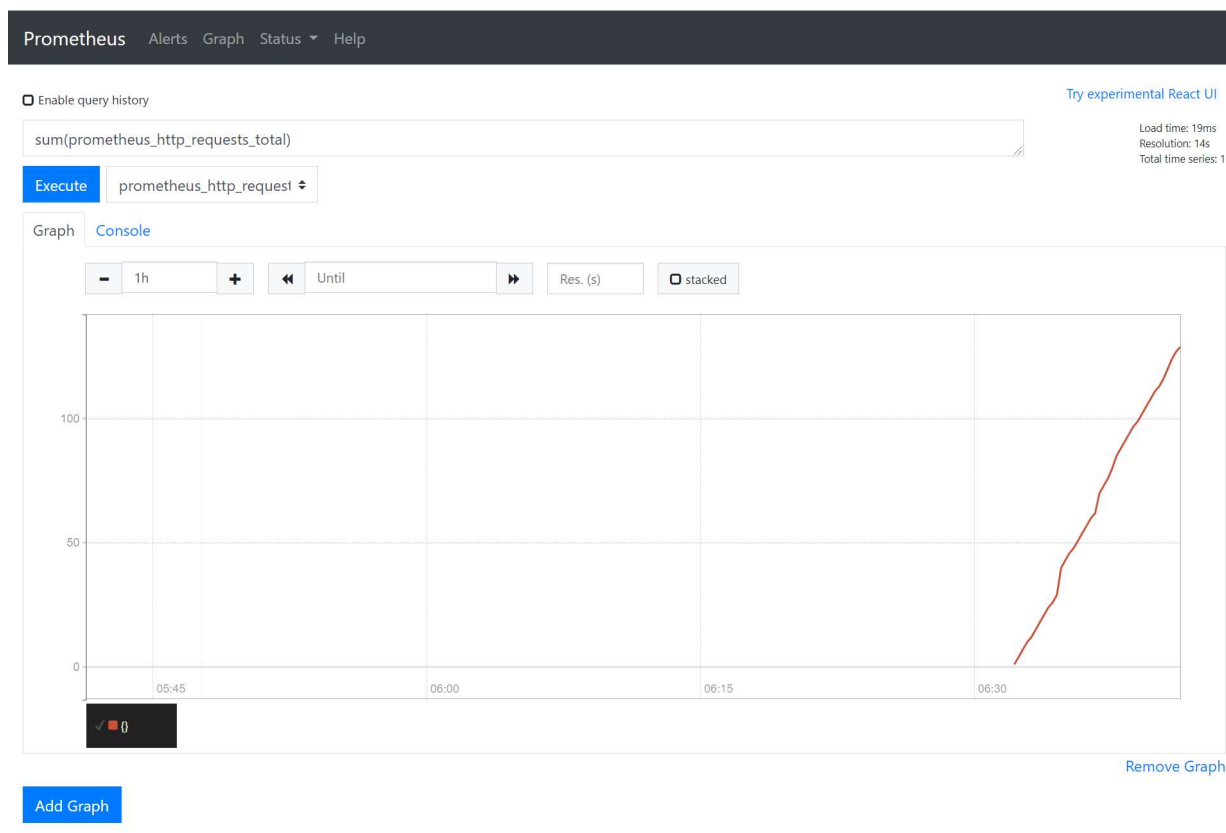 Prometheus Alerts Graph Status Help
Enable query history
Try experimental React UI
sum(prometheus_http_requests_total)
Load time: 19ms
Resolution: 14s
Total time series: 1
Execute prometheus_http_request
Graph Console
1h Until Res. (s) stacked
100
50
0
05:45 06:00 06:15 06:30
{}
Remove Graph
Add Graph